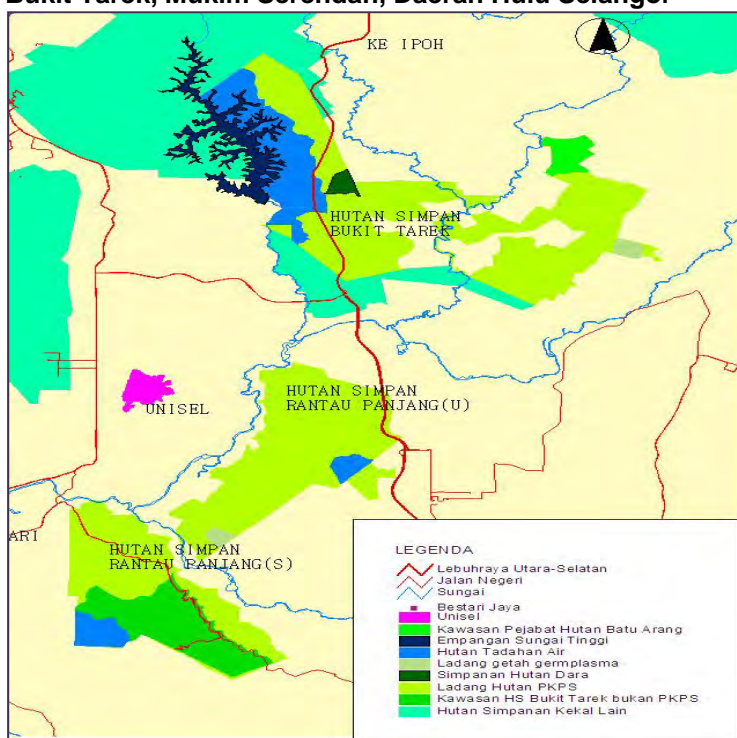 Bukit Tarek, Mukim Serendah, Daerah Hulu Selangor
KE IPOH
HUTAN SIMPAN
BUKIT TAREK
HUTAN SIMPAN
RANTAU PANJANG(U)
UNISEL
ARI
HUTAN SIMPAN
RANTAU PANJANG(S)
LEGENDA
Lebuhraya Utara-Selatan
Jalan Negeri
Sungai
Bestari Jaya
Unisel
Kawasan Pejabat Hutan Batu Arang
Empangan Sungai Tinggi
Hutan Tadahan Air
Ladang getah germplasma
Simpanan Hutan Dara
Ladang Hutan PKPS
Kawasan HS Bukit Tarek bukan PKPS
Hutan Simpanan Kekal Lain